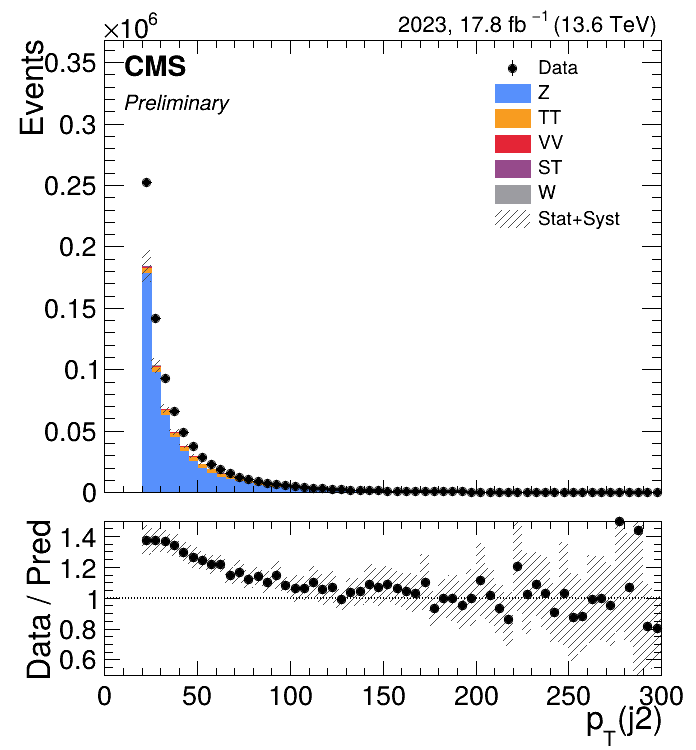 ×10⁶
2023, 17.8 fb⁻¹ (13.6 TeV)
Events
CMS
Preliminary
Data
Z
TT
VV
ST
W
Stat+Syst
0.35
0.3
0.25
0.2
0.15
0.1
0.05
0
Data / Pred
1.4
1.2
1
0.8
0.6
0 50 100 150 200 250 300
p_T(j2)